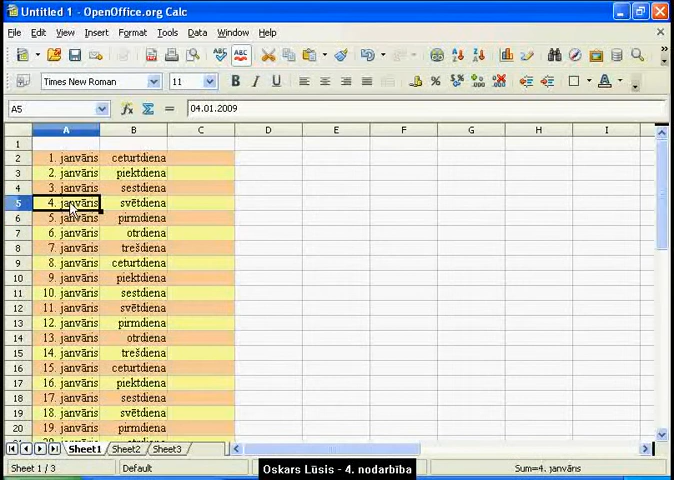 Untitled 1 - OpenOffice.org Calc
File Edit View Insert Format Tools Data Window Help
Times New Roman 11
A5 04.01.2009
A B C D E F G H I
1
2 1. janvāris ceturtdiena
3 2. janvāris piektdiena
4 3. janvāris sestdiena
5 4. janvāris svētdiena
6 5. janvāris pirmdiena
7 6. janvāris otrdiena
8 7. janvāris trešdiena
9 8. janvāris ceturtdiena
10 9. janvāris piektdiena
11 10. janvāris sestdiena
12 11. janvāris svētdiena
13 12. janvāris pirmdiena
14 13. janvāris otrdiena
15 14. janvāris trešdiena
16 15. janvāris ceturtdiena
17 16. janvāris piektdiena
18 17. janvāris sestdiena
19 18. janvāris svētdiena
20 19. janvāris pirmdiena
Sheet1 Sheet2 Sheet3
Sheet 1 / 3 Default Oskars Lūsis - 4. nodarbība Sum=4. janvāris